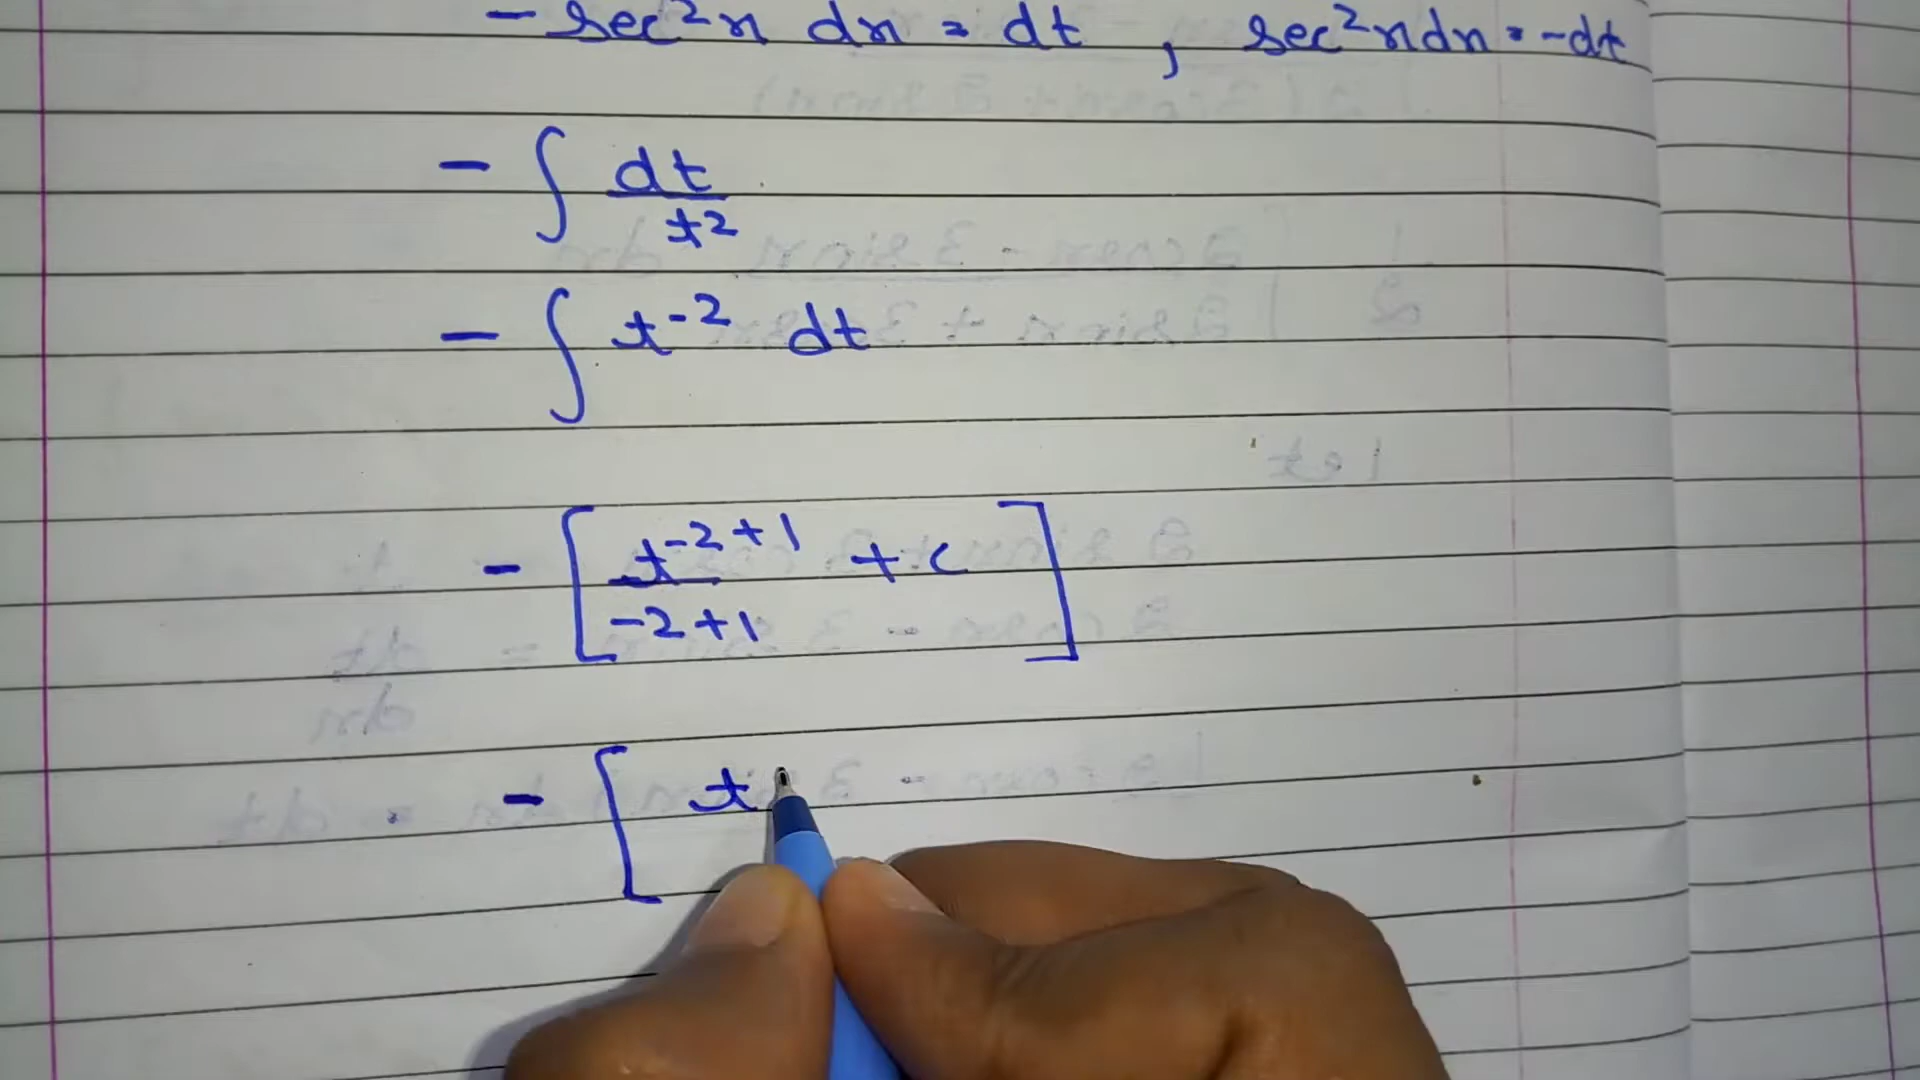 - sec²x dx = dt , sec²x dx = -dt
- ∫ dt
t²
- ∫ t⁻² dt
- [ t⁻²⁺¹ + c ]
-2+1
- [ t